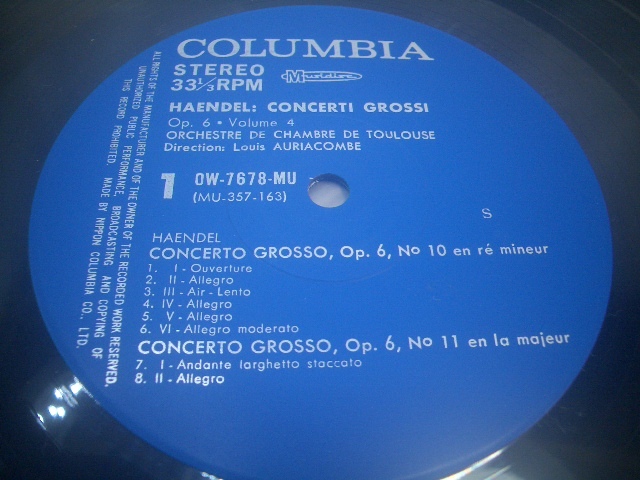 COLUMBIA
STEREO
33⅓RPM
Musidisc
HAENDEL: CONCERTI GROSSI
Op. 6 • Volume 4
ORCHESTRE DE CHAMBRE DE TOULOUSE
Direction: Louis AURIACOMBE
1 OW-7678-MU
(MU-357-163)
S
HAENDEL
CONCERTO GROSSO, Op. 6, No 10 en ré mineur
1. I - Ouverture
2. II - Allegro
3. III - Air - Lento
4. IV - Allegro
5. V - Allegro
6. VI - Allegro moderato
CONCERTO GROSSO, Op. 6, No 11 en la majeur
7. I - Andante larghetto staccato
8. II - Allegro
ALL RIGHTS OF THE MANUFACTURER AND OF THE OWNER OF THE RECORDED WORK RESERVED.
UNAUTHORIZED PUBLIC PERFORMANCE, BROADCASTING AND COPYING OF
THIS RECORD PROHIBITED. MADE BY NIPPON COLUMBIA CO., LTD.